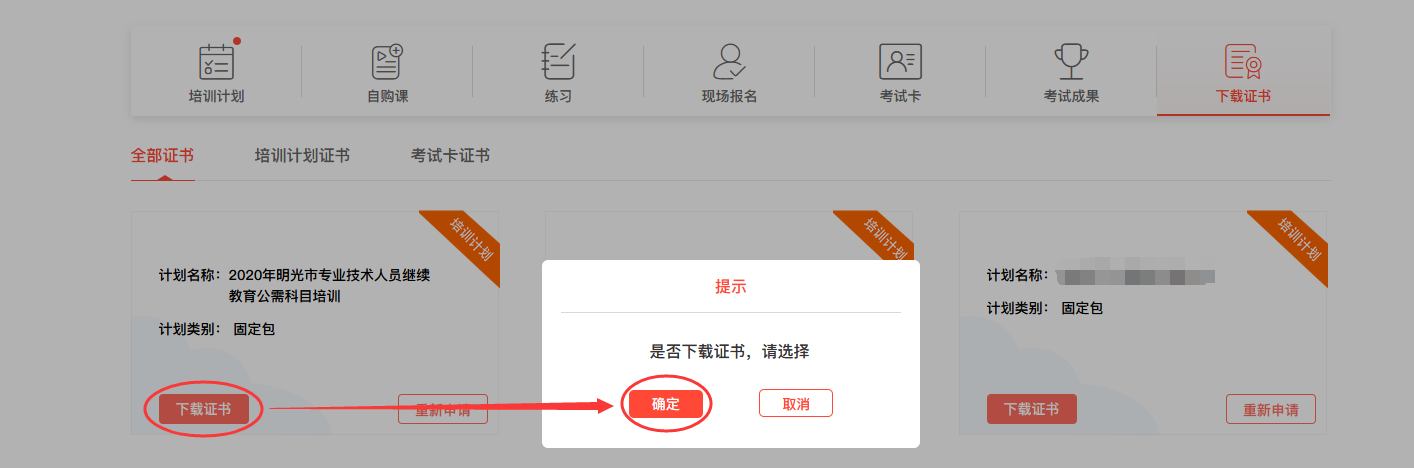 培训计划
自购课
练习
现场报名
考试卡
考试成果
下载证书
全部证书
培训计划证书
考试卡证书
培训计划
计划名称：2020年明光市专业技术人员继续
教育公需科目培训
计划类别：固定包
下载证书
重新申请
培训计划
提示
是否下载证书，请选择
确定
取消
培训计划
计划名称：
计划类别：固定包
下载证书
重新申请